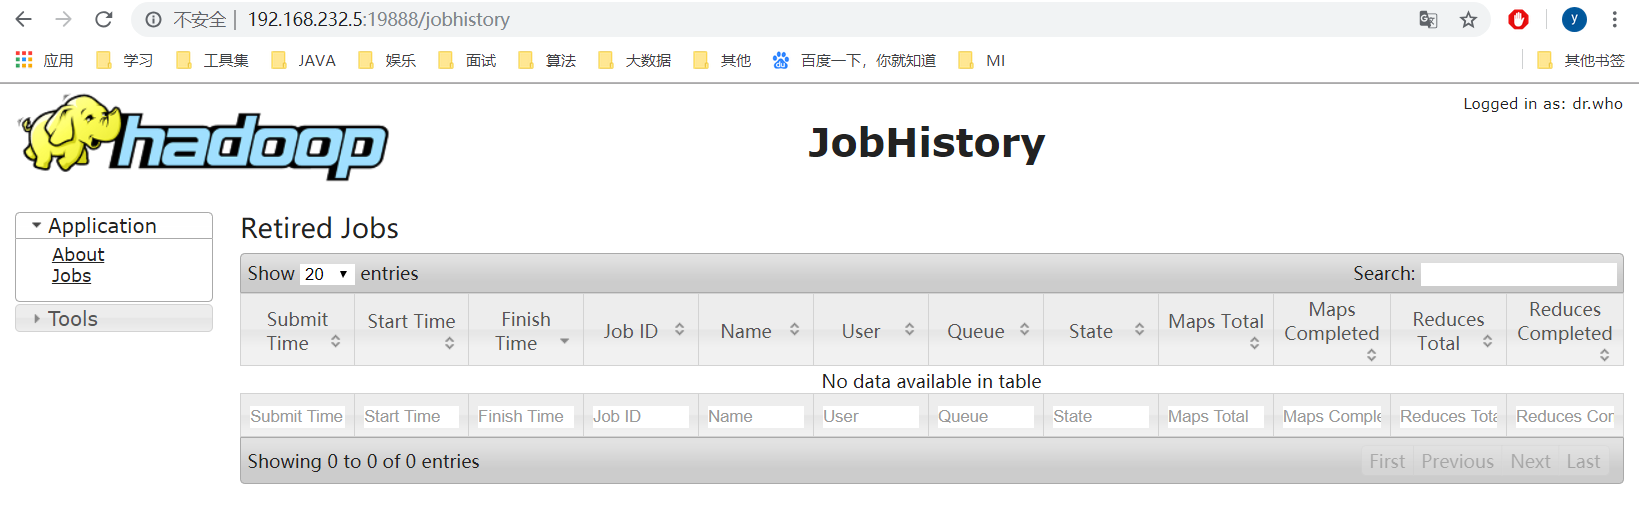 不安全 | 192.168.232.5:19888/jobhistory
y
应用 学习 工具集 JAVA 娱乐 面试 算法 大数据 其他 百度一下，你就知道 MI 其他书签
Logged in as: dr.who
hadoop
JobHistory
Application
About
Jobs
Tools
Retired Jobs
Show 20 entries Search:
Submit Time Start Time Finish Time Job ID Name User Queue State Maps Total Maps Completed Reduces Total Reduces Completed
No data available in table
Submit Time Start Time Finish Time Job ID Name User Queue State Maps Total Maps Comple Reduces Tota Reduces Cor
Showing 0 to 0 of 0 entries First Previous Next Last